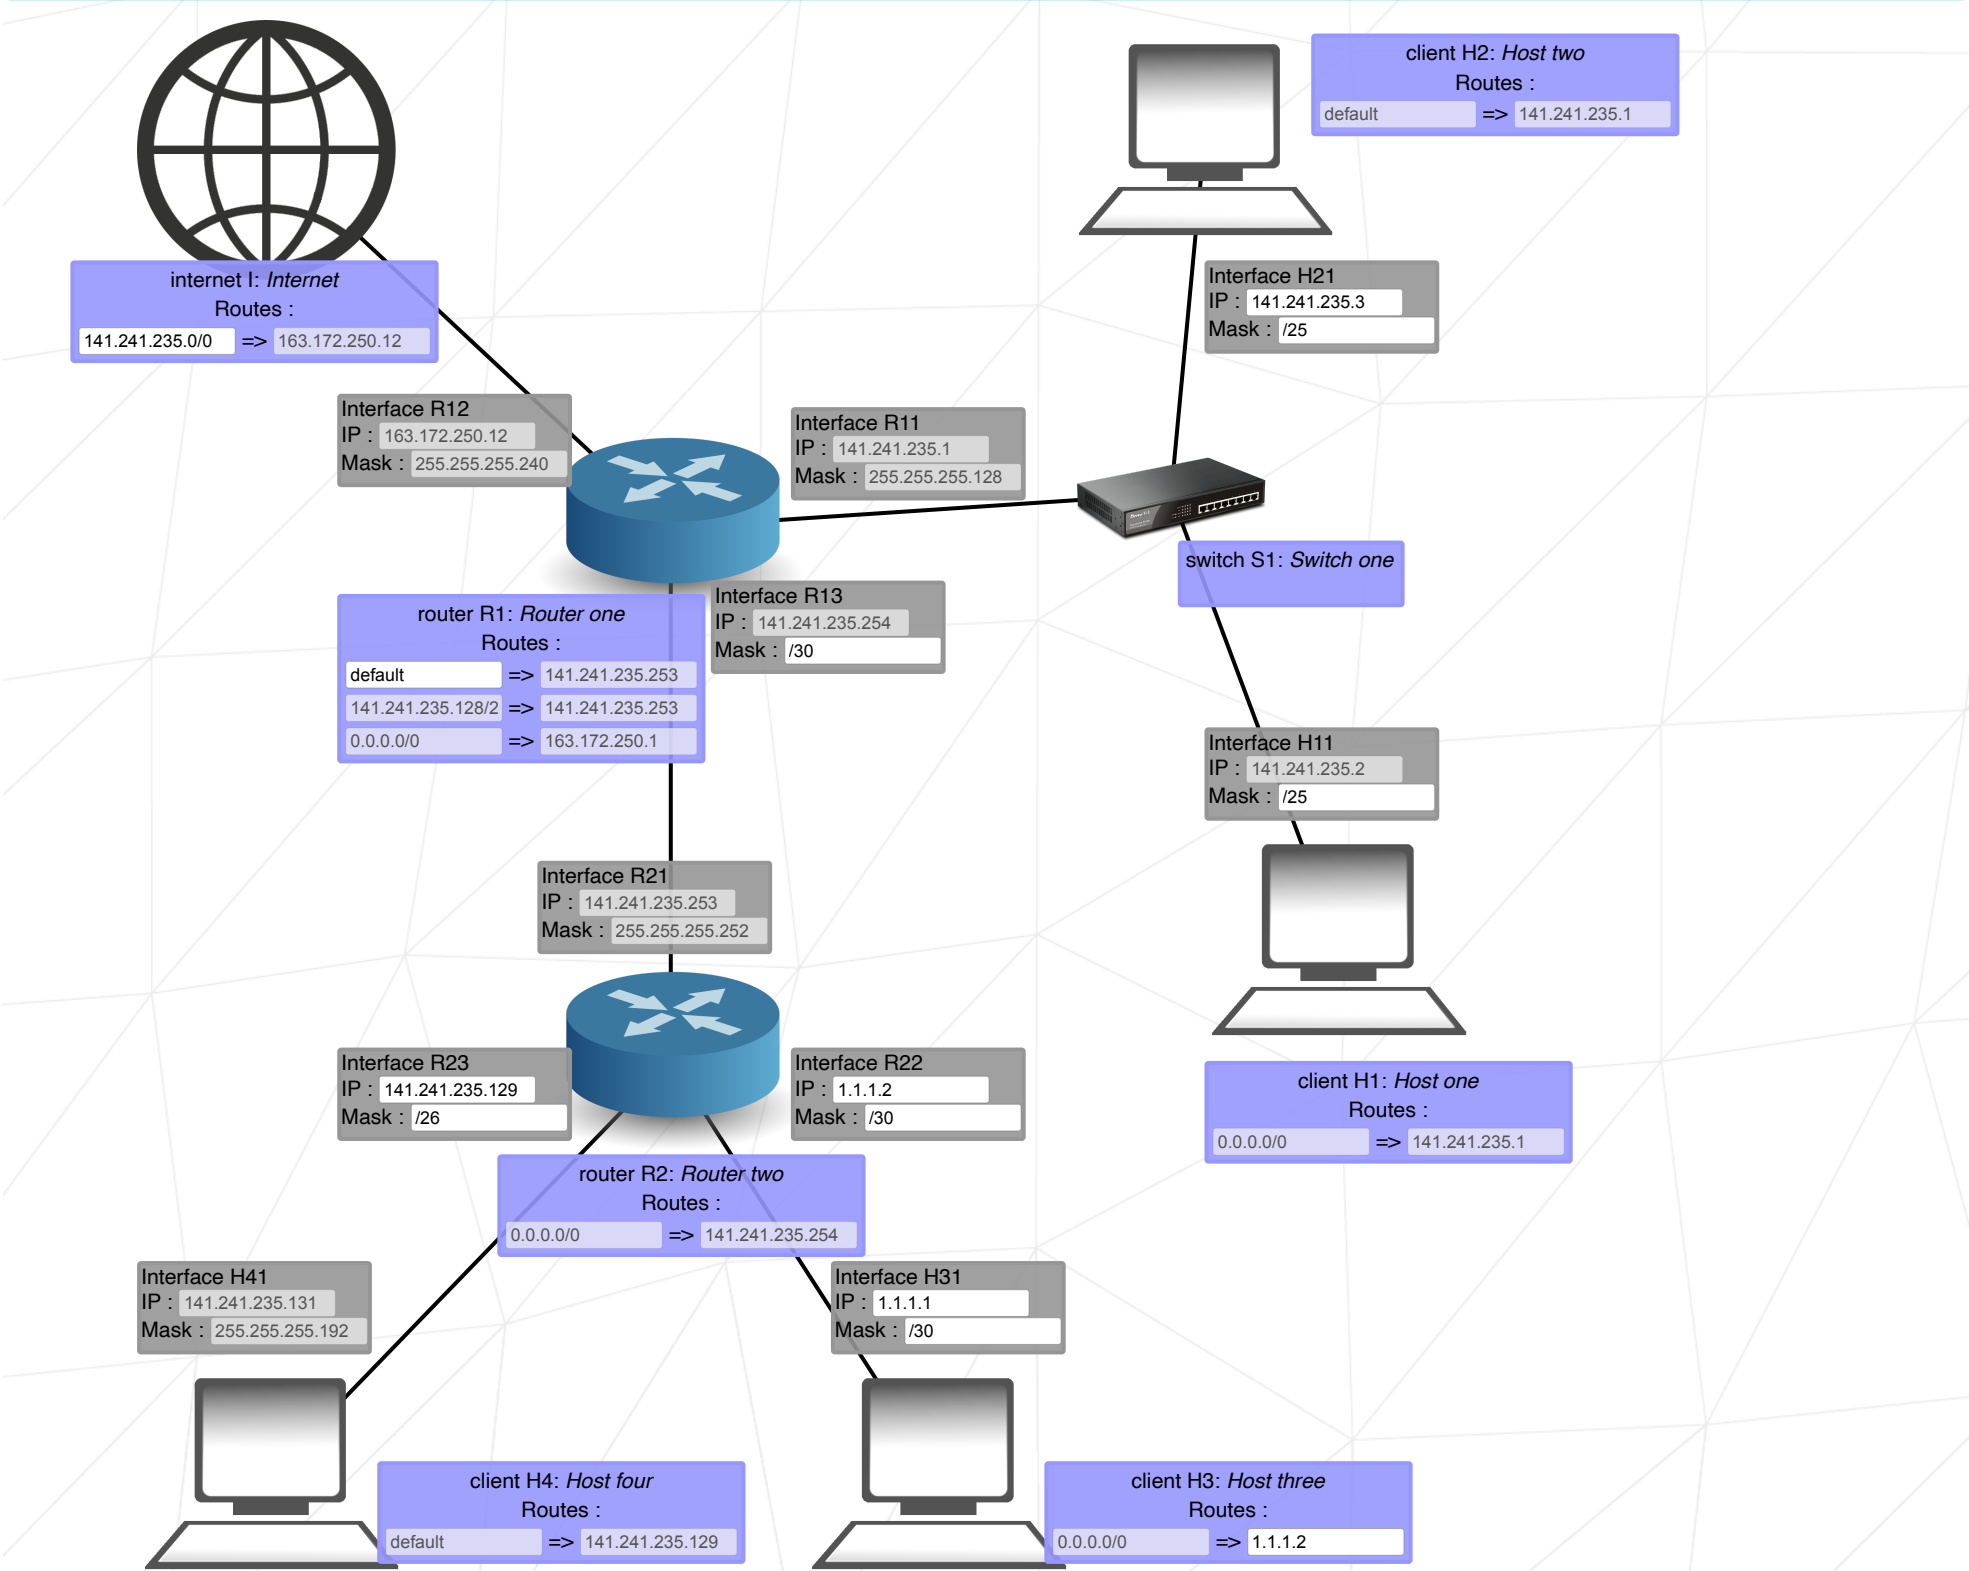 client H2: Host two
Routes :
default => 141.241.235.1
internet I: Internet
Routes :
141.241.235.0/0 => 163.172.250.12
Interface H21
IP : 141.241.235.3
Mask : /25
Interface R12
IP : 163.172.250.12
Mask : 255.255.255.240
Interface R11
IP : 141.241.235.1
Mask : 255.255.255.128
switch S1: Switch one
Interface R13
IP : 141.241.235.254
Mask : /30
router R1: Router one
Routes :
default => 141.241.235.253
141.241.235.128/2 => 141.241.235.253
0.0.0.0/0 => 163.172.250.1
Interface H11
IP : 141.241.235.2
Mask : /25
Interface R21
IP : 141.241.235.253
Mask : 255.255.255.252
Interface R23
IP : 141.241.235.129
Mask : /26
Interface R22
IP : 1.1.1.2
Mask : /30
client H1: Host one
Routes :
0.0.0.0/0 => 141.241.235.1
router R2: Router two
Routes :
0.0.0.0/0 => 141.241.235.254
Interface H41
IP : 141.241.235.131
Mask : 255.255.255.192
Interface H31
IP : 1.1.1.1
Mask : /30
client H4: Host four
Routes :
default => 141.241.235.129
client H3: Host three
Routes :
0.0.0.0/0 => 1.1.1.2